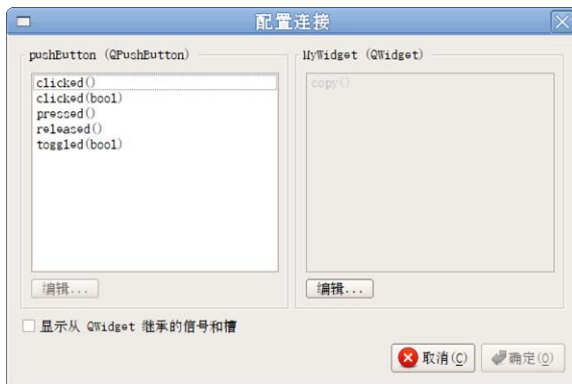 配置连接
pushButton (QPushButton)
MyWidget (QWidget)
clicked()
clicked(bool)
pressed()
released()
toggled(bool)
copy()
编辑...
编辑...
显示从 QWidget 继承的信号和槽
取消(C)
确定(O)